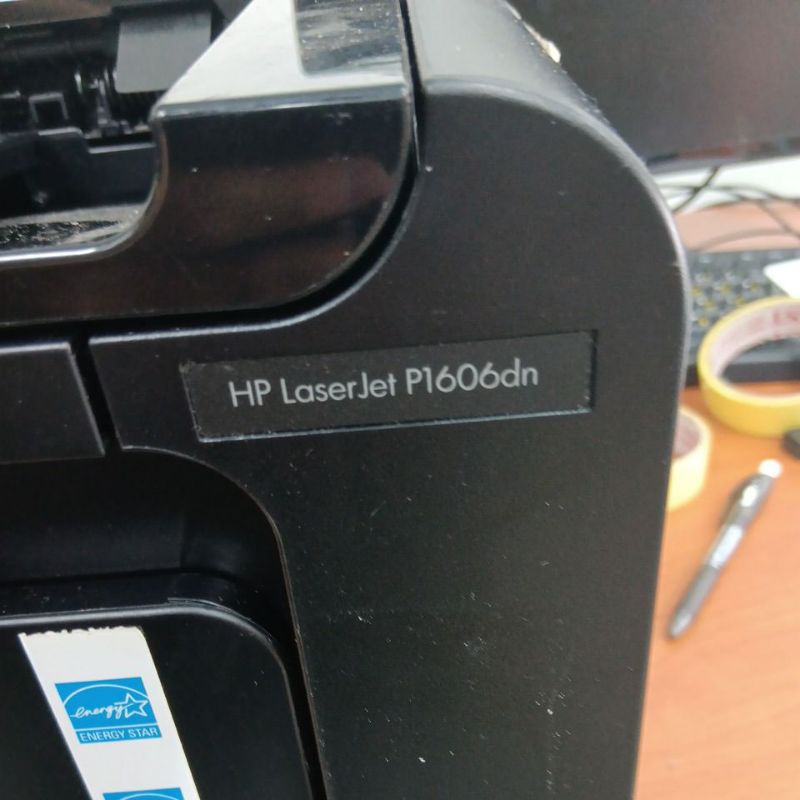 HP LaserJet P1606dn
energy
ENERGY STAR